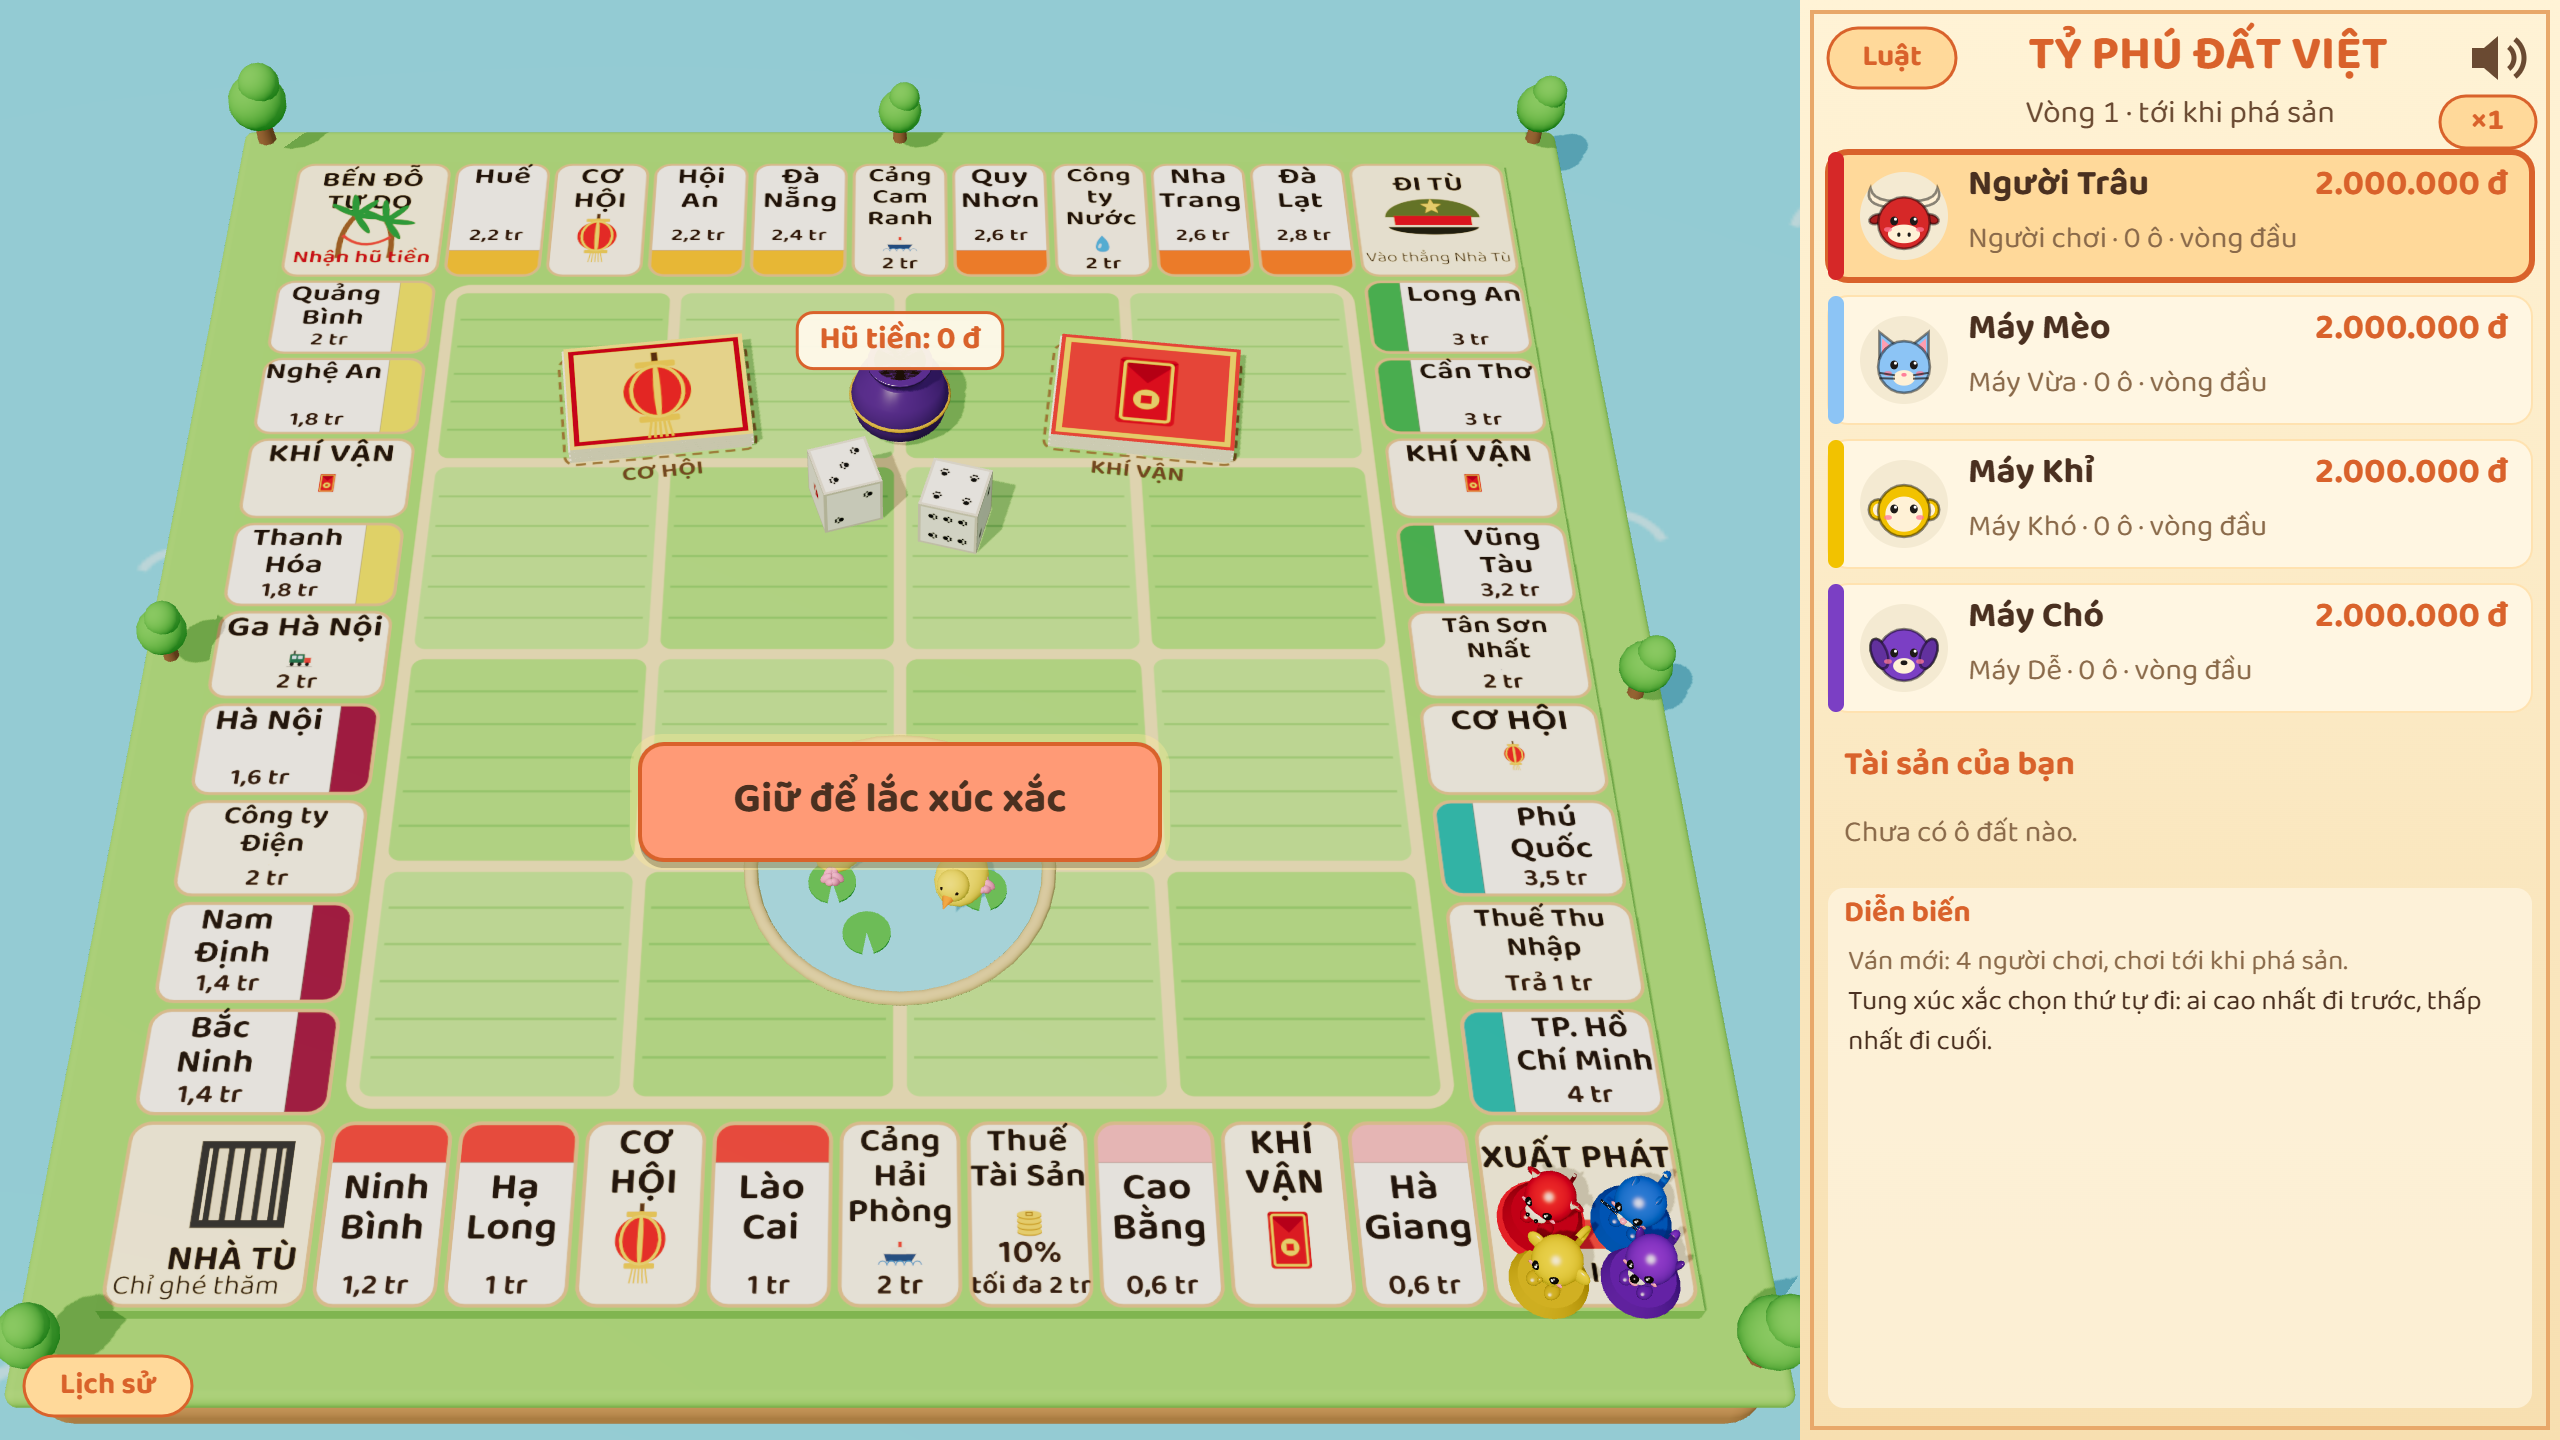 BẾN ĐỖ
TỰ DO
Nhận hũ tiền
Huế
2,2 tr
CƠ
HỘI
Hội
An
2,2 tr
Đà
Nẵng
2,4 tr
Cảng
Cam
Ranh
2 tr
Quy
Nhơn
2,6 tr
Công
ty
Nước
2 tr
Nha
Trang
2,6 tr
Đà
Lạt
2,8 tr
ĐI TÙ
Vào thẳng Nhà Tù
Quảng
Bình
2 tr
Nghệ An
1,8 tr
KHÍ VẬN
Thanh
Hóa
1,8 tr
Ga Hà Nội
2 tr
Hà Nội
1,6 tr
Công ty
Điện
2 tr
Nam
Định
1,4 tr
Bắc
Ninh
1,4 tr
Hũ tiền: 0 đ
CƠ HỘI
KHÍ VẬN
Giữ để lắc xúc xắc
Long An
3 tr
Cần Thơ
3 tr
KHÍ VẬN
Vũng
Tàu
3,2 tr
Tân Sơn
Nhất
2 tr
CƠ HỘI
Phú
Quốc
3,5 tr
Thuế Thu
Nhập
Trả 1 tr
TP. Hồ
Chí Minh
4 tr
NHÀ TÙ
Chỉ ghé thăm
Ninh
Bình
1,2 tr
Hạ
Long
1 tr
CƠ
HỘI
Lào
Cai
1 tr
Cảng
Hải
Phòng
2 tr
Thuế
Tài Sản
10%
tối đa 2 tr
Cao
Bằng
0,6 tr
KHÍ
VẬN
Hà
Giang
0,6 tr
XUẤT PHÁT
Lịch sử
Luật
TỶ PHÚ ĐẤT VIỆT
Vòng 1 · tới khi phá sản
×1
Người Trâu
2.000.000 đ
Người chơi · 0 ô · vòng đầu
Máy Mèo
2.000.000 đ
Máy Vừa · 0 ô · vòng đầu
Máy Khỉ
2.000.000 đ
Máy Khó · 0 ô · vòng đầu
Máy Chó
2.000.000 đ
Máy Dễ · 0 ô · vòng đầu
Tài sản của bạn
Chưa có ô đất nào.
Diễn biến
Ván mới: 4 người chơi, chơi tới khi phá sản.
Tung xúc xắc chọn thứ tự đi: ai cao nhất đi trước, thấp
nhất đi cuối.